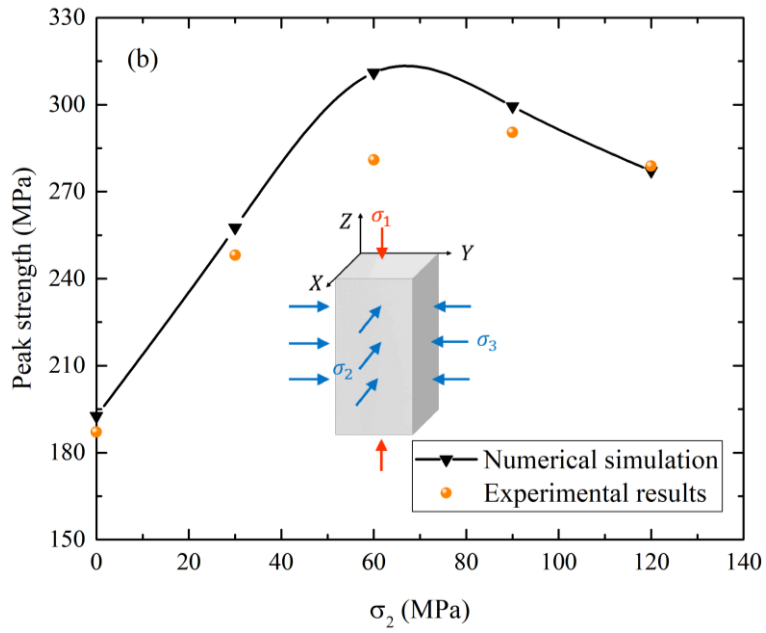 (b)
330
300
270
240
210
180
150
Peak strength (MPa)
Z
σ1
Y
X
σ2
σ3
Numerical simulation
Experimental results
0 20 40 60 80 100 120 140
σ2 (MPa)